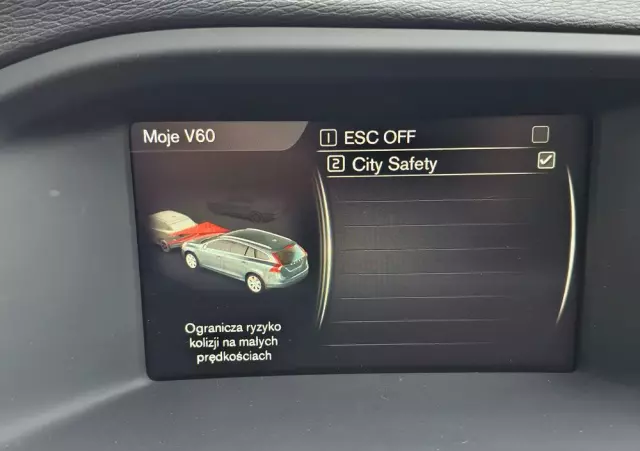 Moje V60
1 ESC OFF
2 City Safety
Ogranicza ryzyko
kolizji na małych
prędkościach